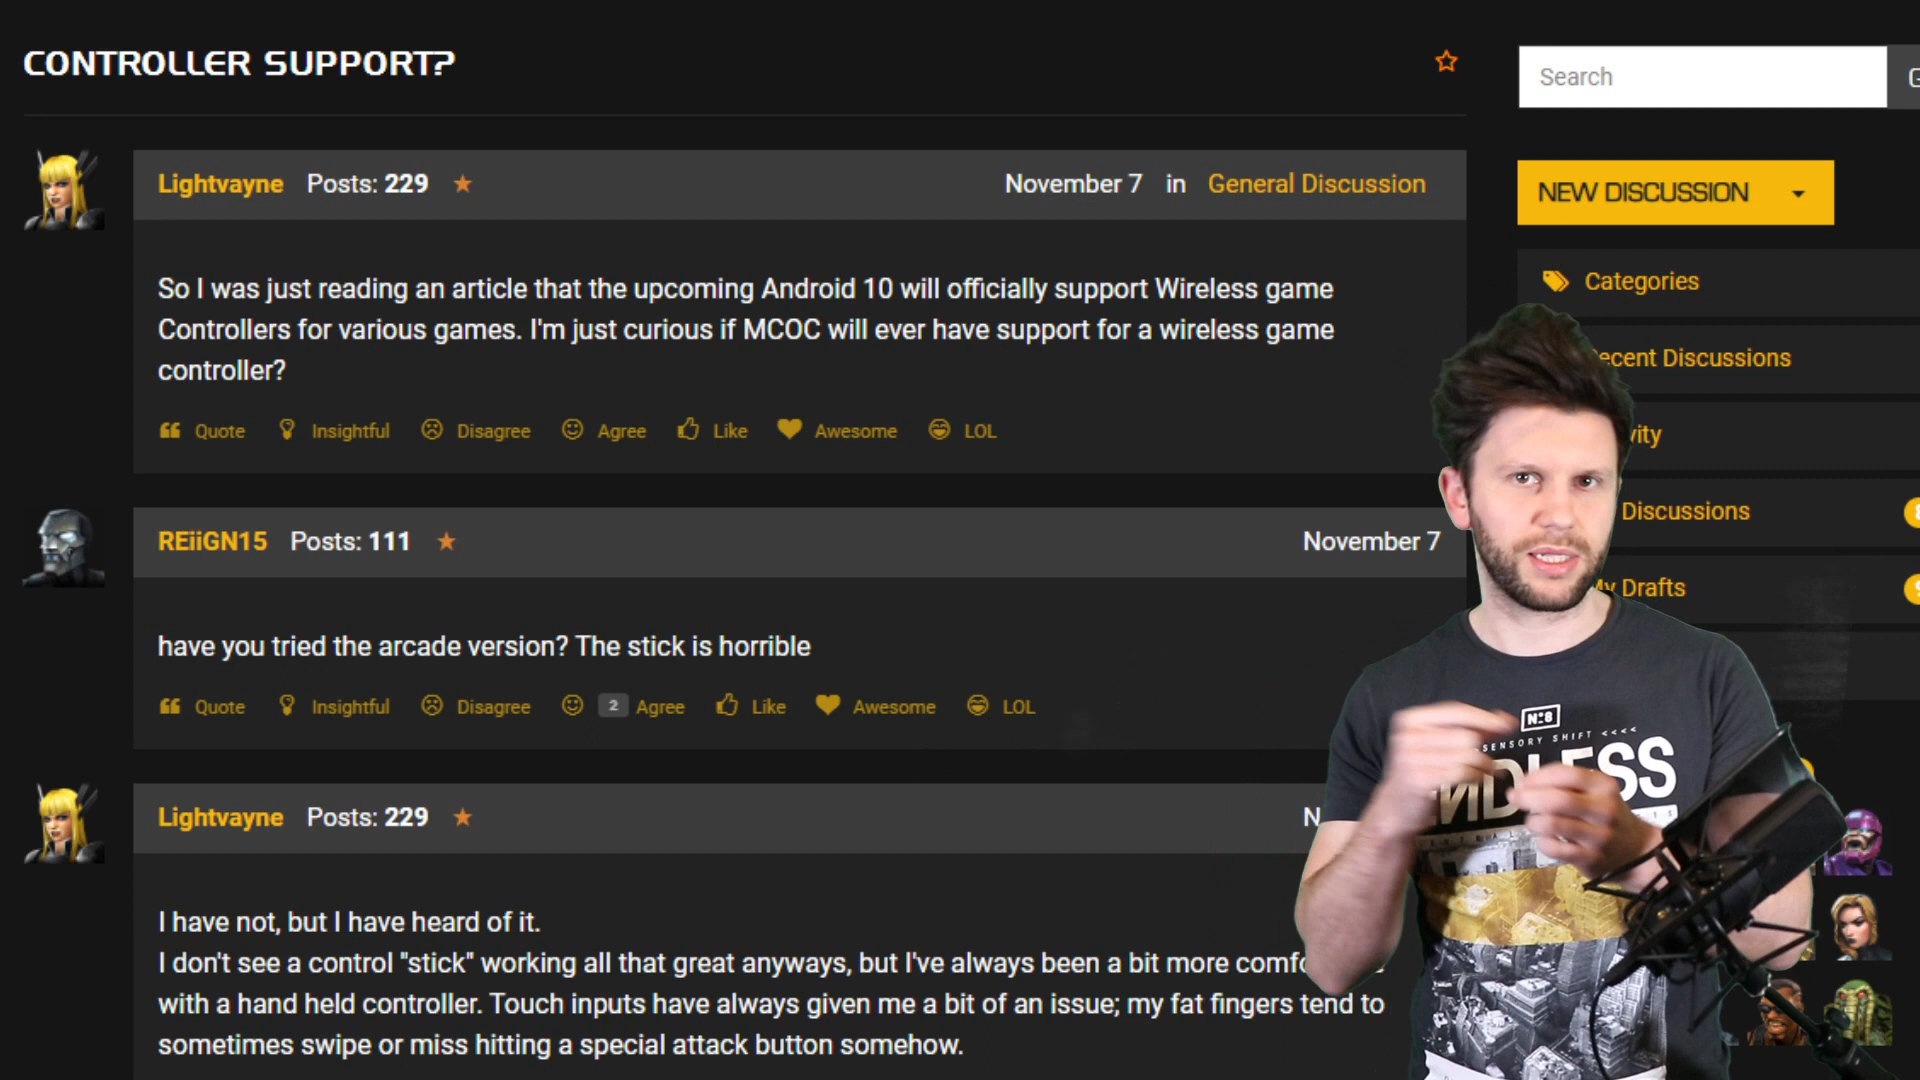 CONTROLLER SUPPORT?
Search
Lightvayne Posts: 229 November 7 in General Discussion
NEW DISCUSSION
So I was just reading an article that the upcoming Android 10 will officially support Wireless game
Controllers for various games. I'm just curious if MCOC will ever have support for a wireless game
controller?
Quote Insightful Disagree Agree Like Awesome LOL
Categories
Discussions
Discussions
Drafts
REiiGN15 Posts: 111 November 7
have you tried the arcade version? The stick is horrible
Quote Insightful Disagree 2 Agree Like Awesome LOL
Lightvayne Posts: 229
I have not, but I have heard of it.
I don't see a control "stick" working all that great anyways, but I've always been a bit more
with a hand held controller. Touch inputs have always given me a bit of an issue; my fat fingers tend to
sometimes swipe or miss hitting a special attack button somehow.
Nº8
SENSORY SHIFT <<<<